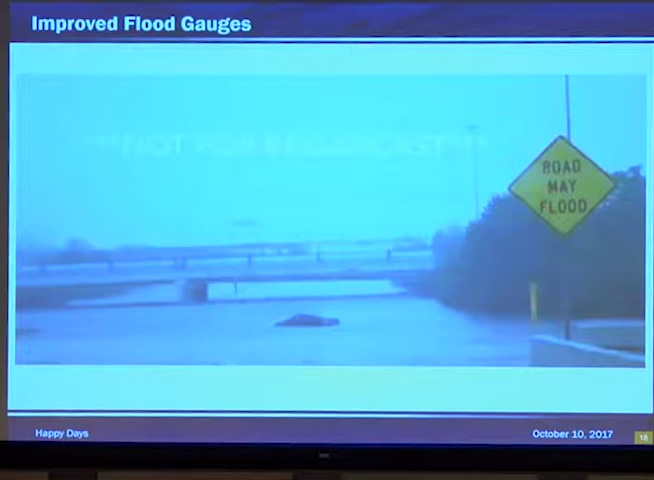 Improved Flood Gauges
***NOT FOR BROADCAST***
ROAD
MAY
FLOOD
Happy Days
October 10, 2017
18